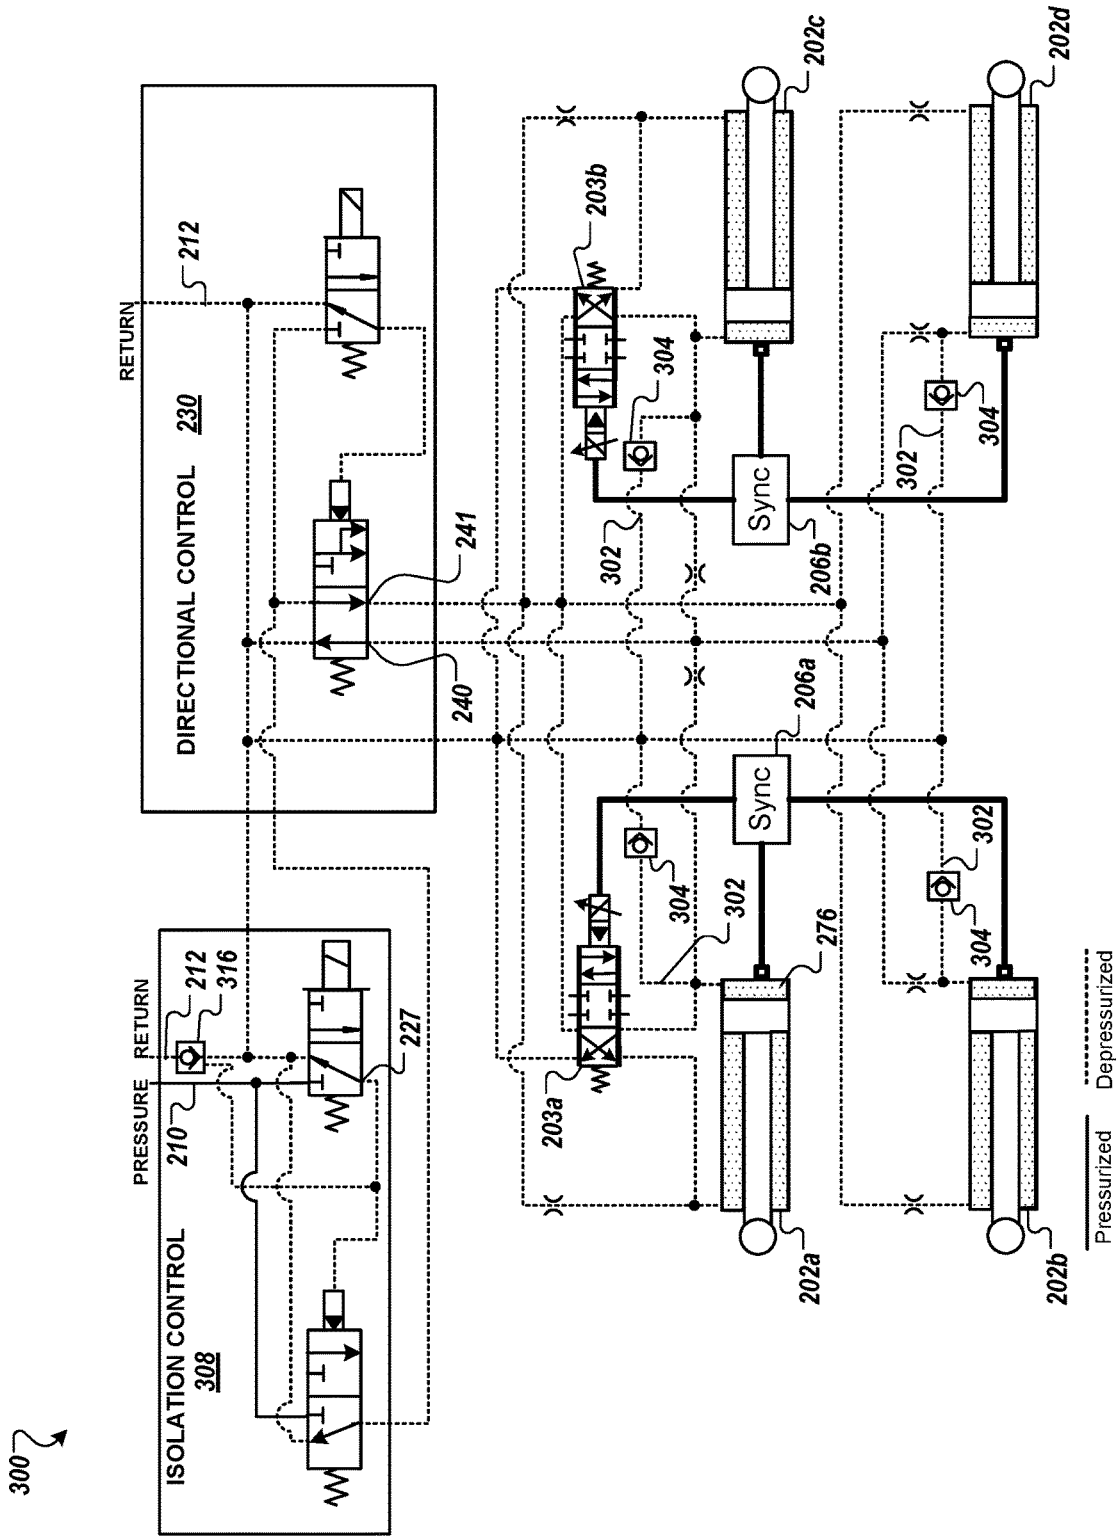 300
ISOLATION CONTROL
308
PRESSURE
RETURN
210
212
316
227
DIRECTIONAL CONTROL
230
RETURN
212
240
241
203a
203b
304
302
304
302
Sync
206a
Sync
206b
276
202a
202c
302
304
302
304
202b
202d
Pressurized
Depressurized